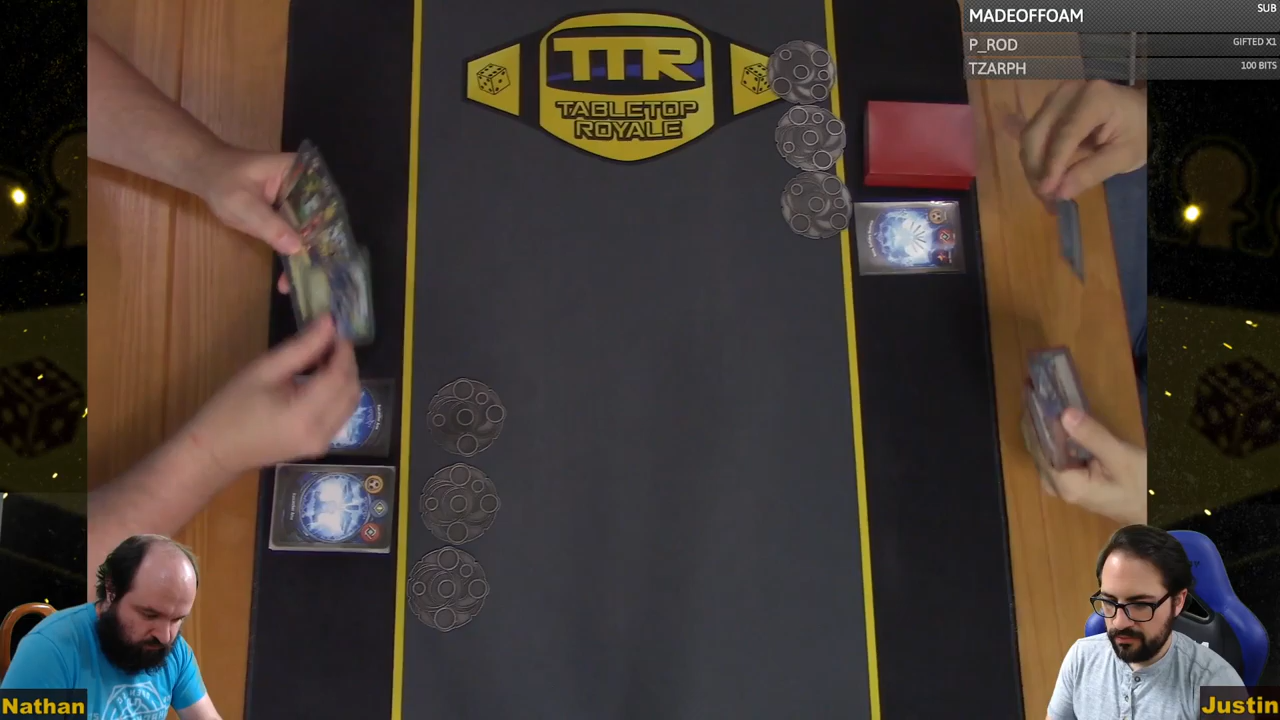 MADEOFFOAM
SUB
P_ROD
GIFTED X1
TZARPH
100 BITS
TTR
TABLETOP
ROYALE
Nathan
Justin